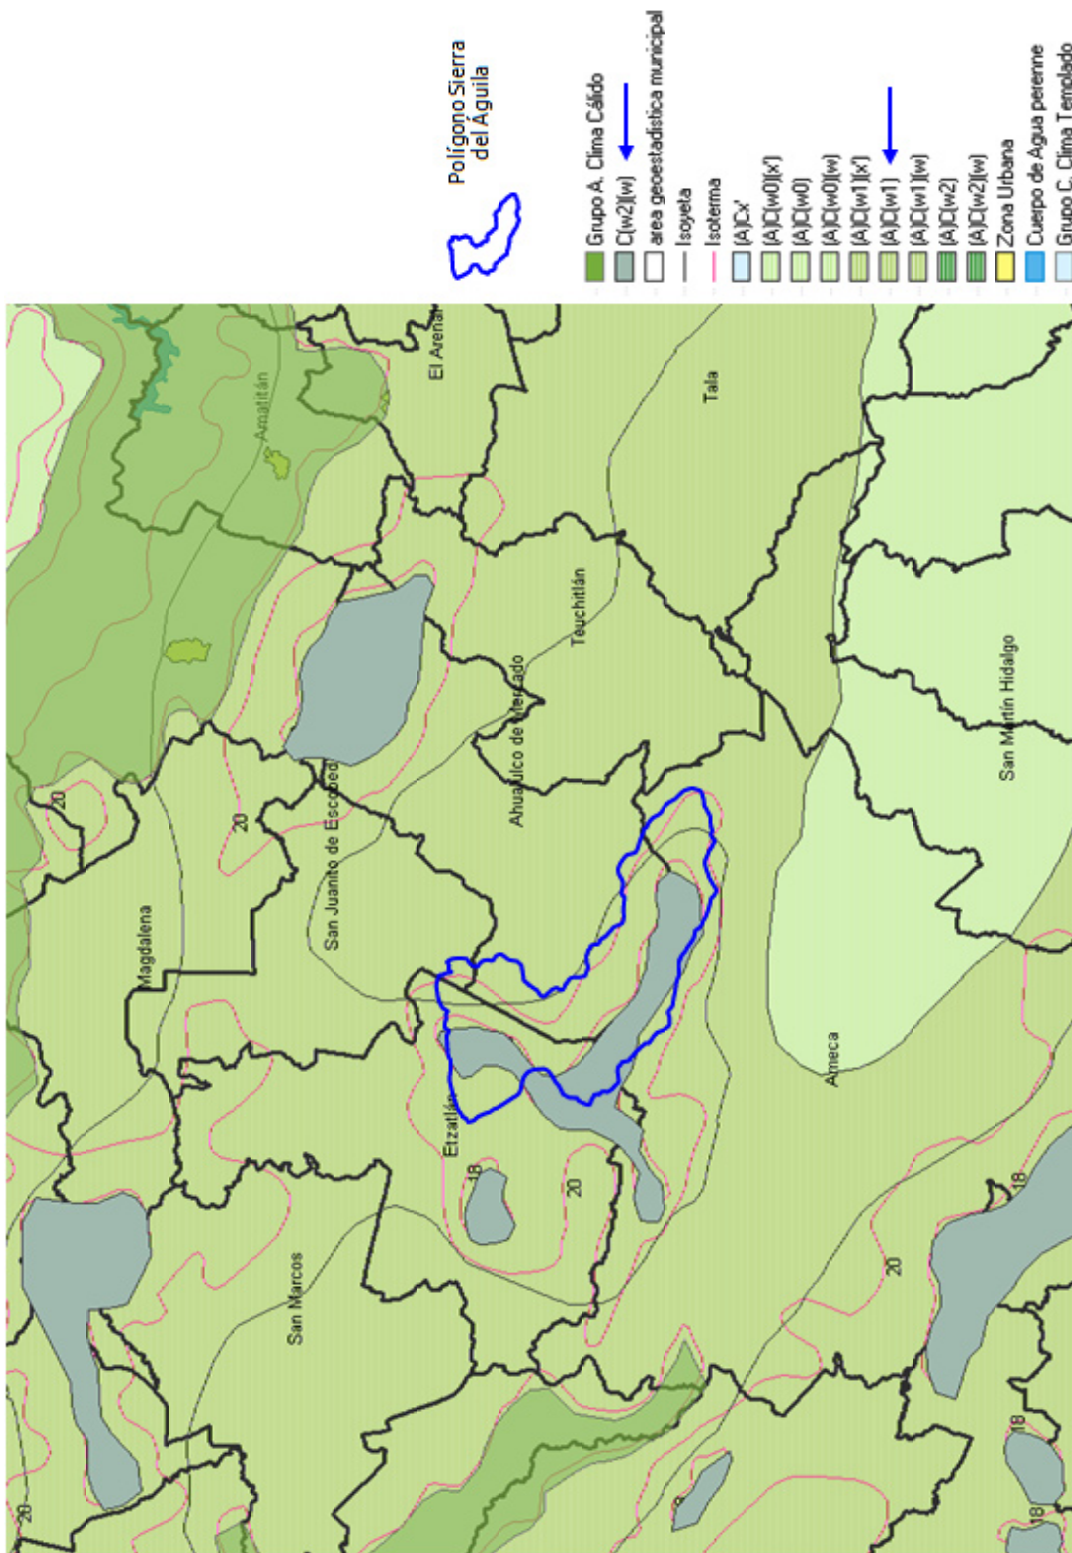 Polígono Sierra
del Águila
Grupo A. Clima Cálido
C(w2)(w)
area geoestadistica municipal
Isoyeta
Isoterma
(A)Cx'
(A)C(w0)(x')
(A)C(w0)
(A)C(w0)(w)
(A)C(w1)(x')
(A)C(w1)
(A)C(w1)(w)
(A)C(w2)
(A)C(w2)(w)
Zona Urbana
Cuerpo de Agua perenne
Grupo C. Clima Templado
20
San Marcos
Magdalena
20
20
San Juanito de Escobed
Amatitán
El Arenal
Etzatlán
18
20
Ahualulco de Mercado
Teuchitlán
Tala
Ameca
20
18
18
18
San Martín Hidalgo